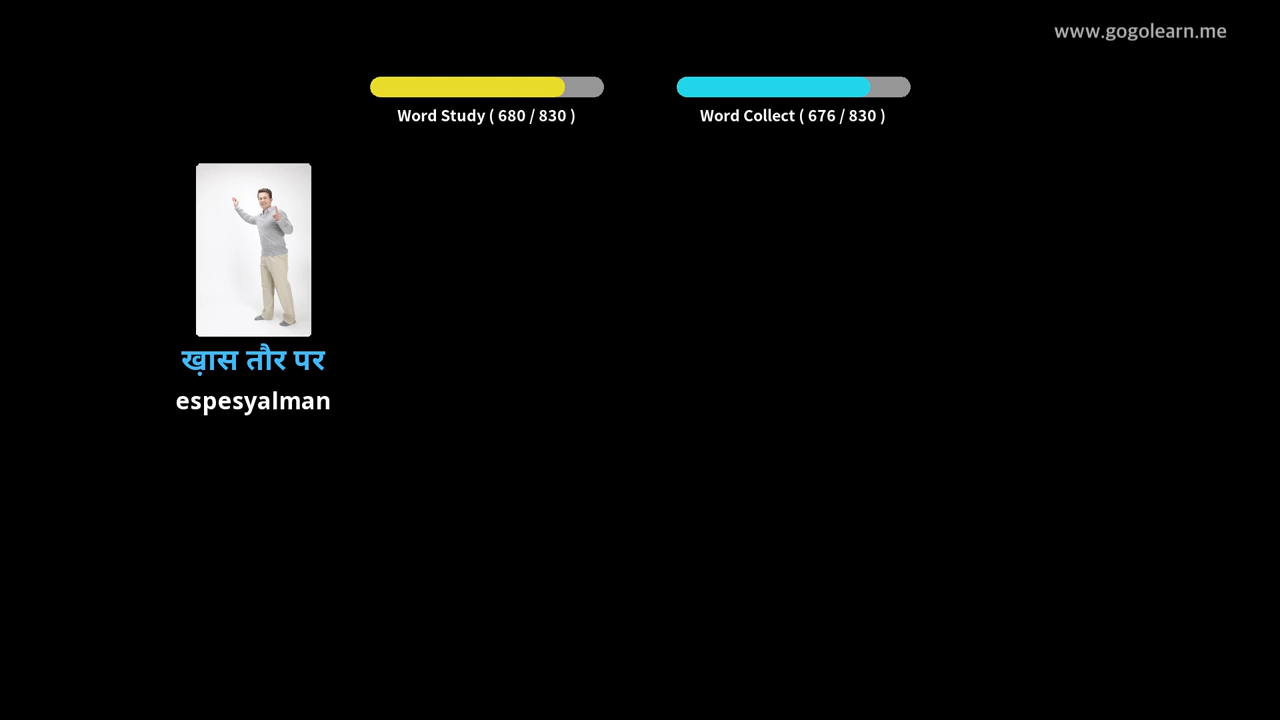 www.gogolearn.me
Word Study ( 680 / 830 )
Word Collect ( 676 / 830 )
ख़ास तौर पर
espesyalman